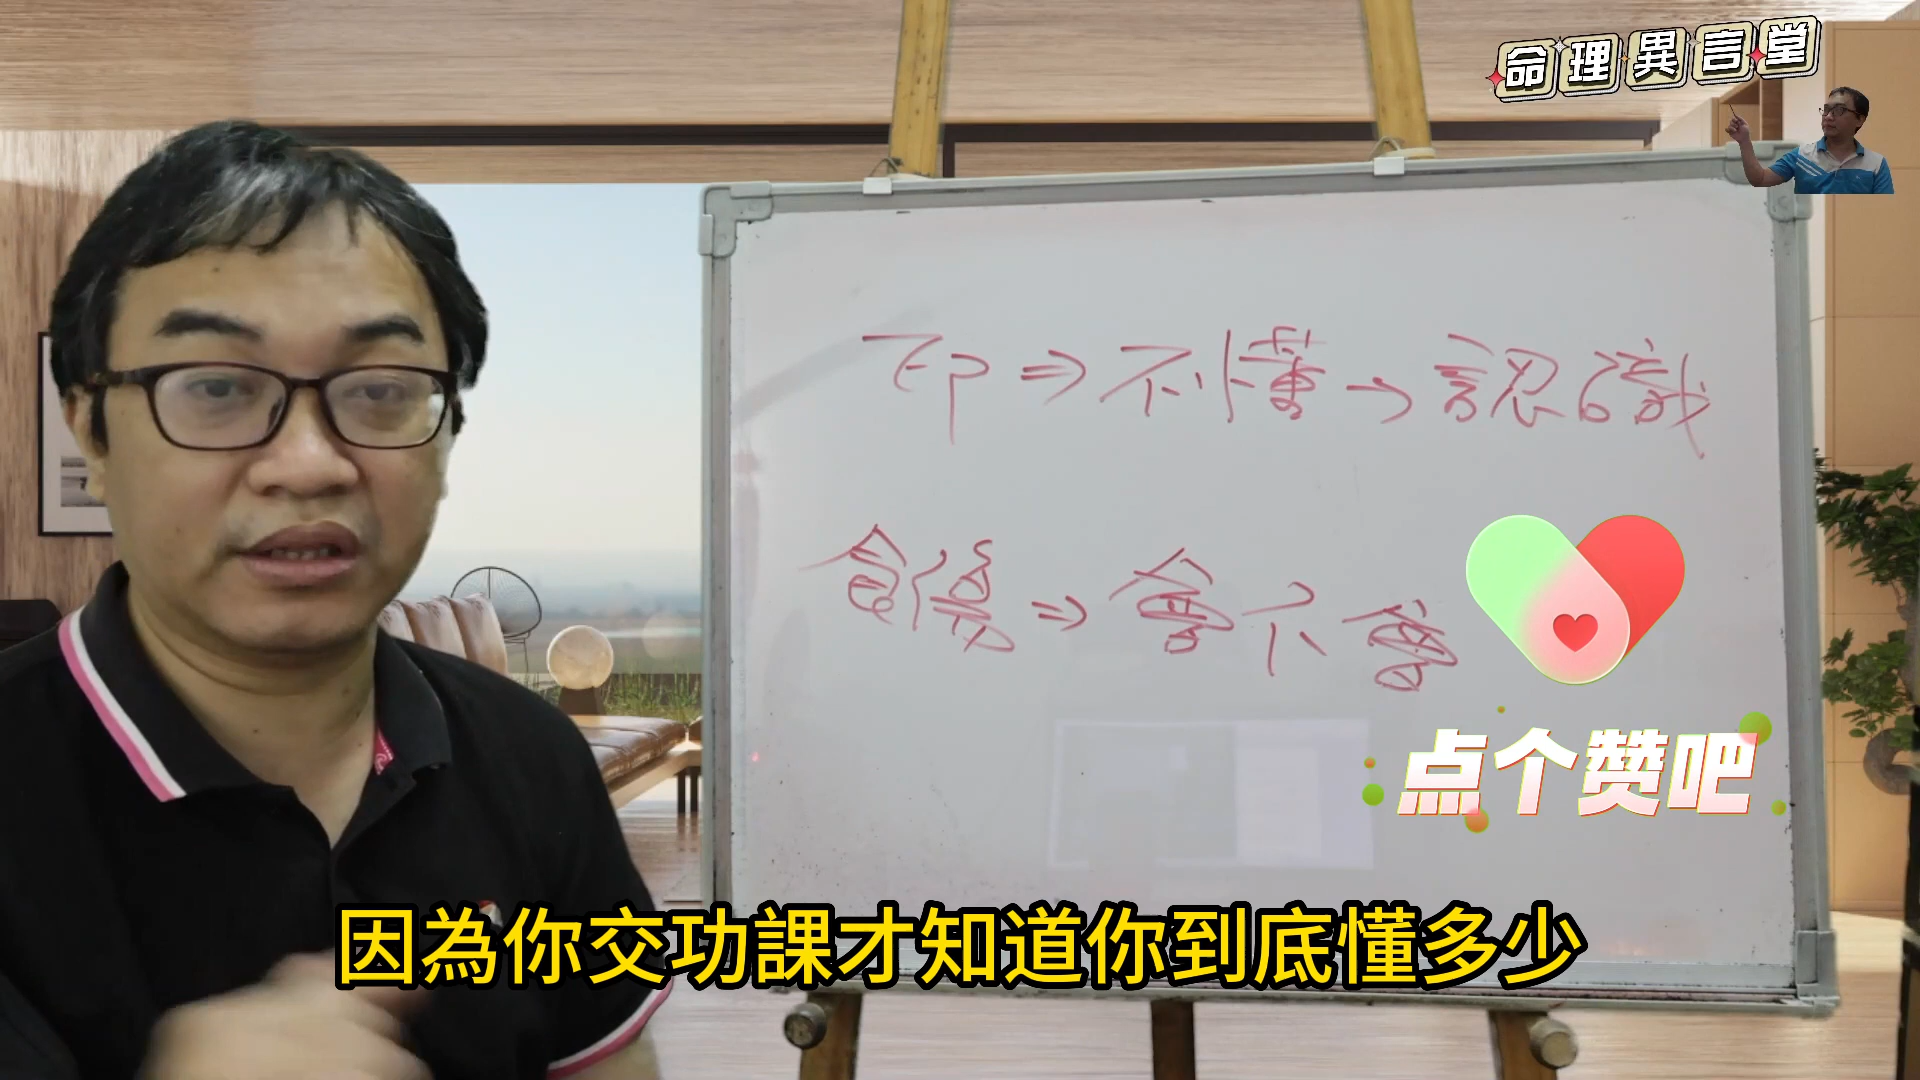 命理異言堂
印⇒不懂→認識
食傷⇒會不會
点个赞吧
因為你交功課才知道你到底懂多少